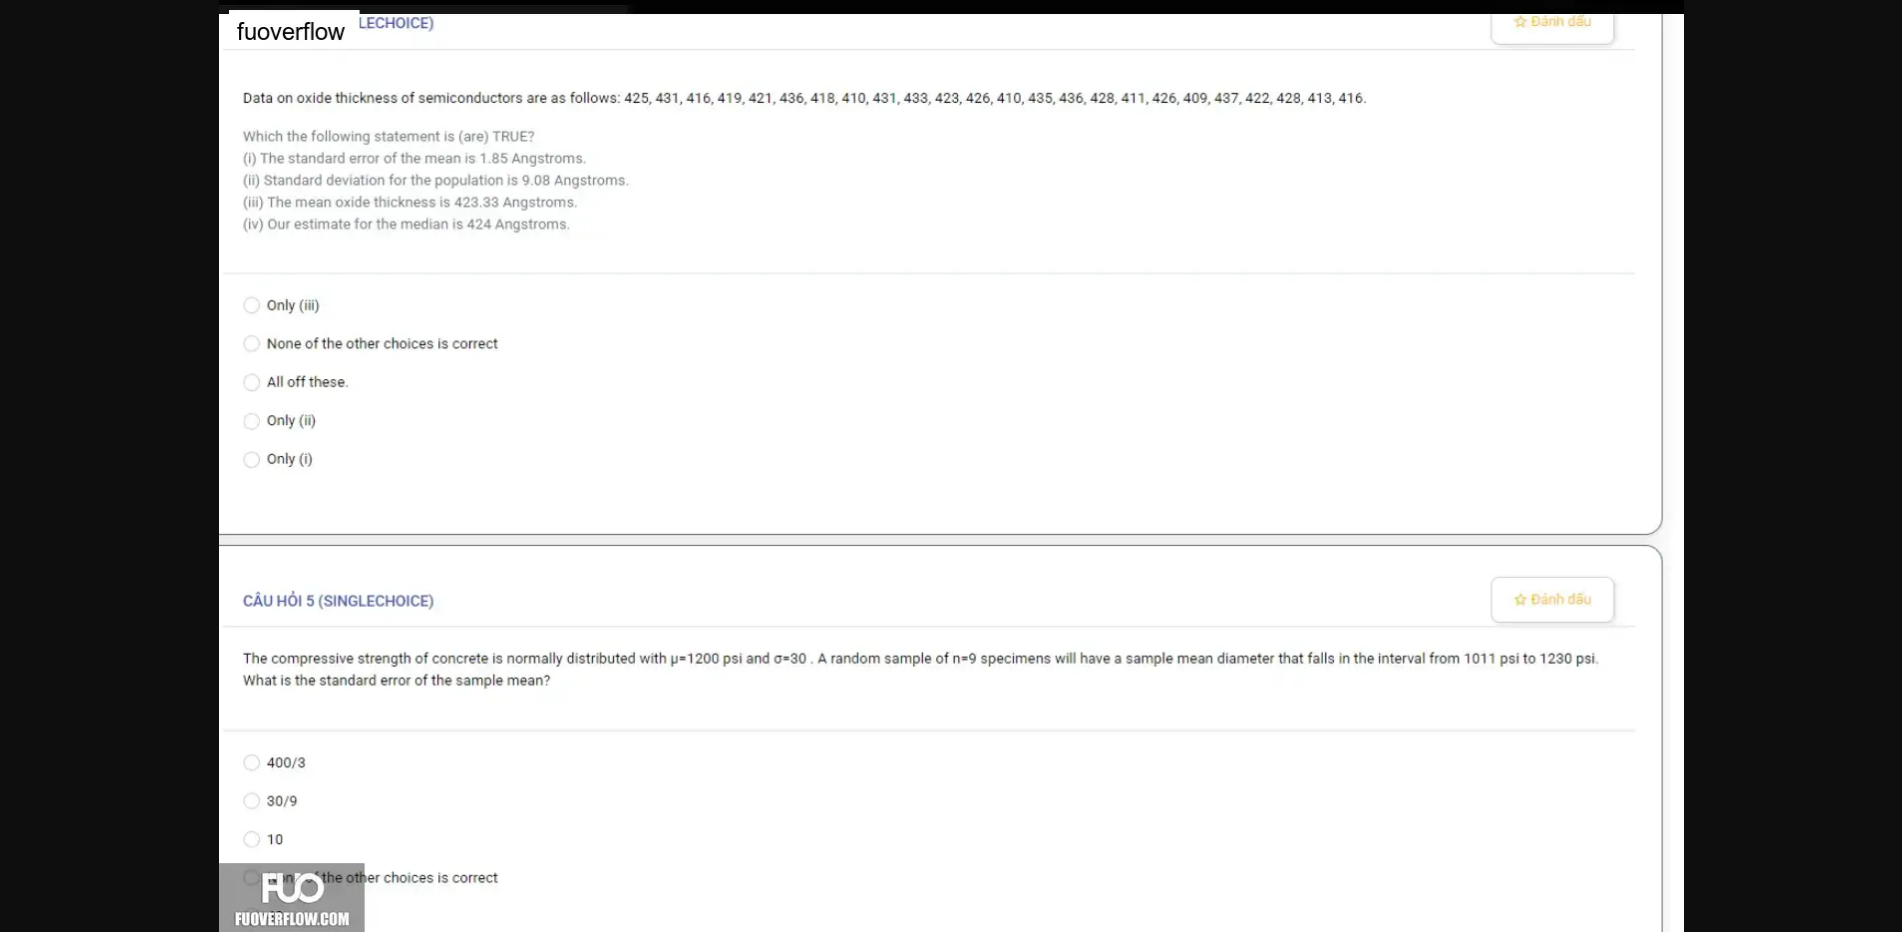 fuoverflow LECHOICE)
☆ Đánh dấu
Data on oxide thickness of semiconductors are as follows: 425, 431, 416, 419, 421, 436, 418, 410, 431, 433, 423, 426, 410, 435, 436, 428, 411, 426, 409, 437, 422, 428, 413, 416.
Which the following statement is (are) TRUE?
(i) The standard error of the mean is 1.85 Angstroms.
(ii) Standard deviation for the population is 9.08 Angstroms.
(iii) The mean oxide thickness is 423.33 Angstroms.
(iv) Our estimate for the median is 424 Angstroms.
Only (iii)
None of the other choices is correct
All off these.
Only (ii)
Only (i)
CÂU HỎI 5 (SINGLECHOICE)
☆ Đánh dấu
The compressive strength of concrete is normally distributed with μ=1200 psi and σ=30 . A random sample of n=9 specimens will have a sample mean diameter that falls in the interval from 1011 psi to 1230 psi.
What is the standard error of the sample mean?
400/3
30/9
10
None of the other choices is correct
FUO
FUOVERFLOW.COM